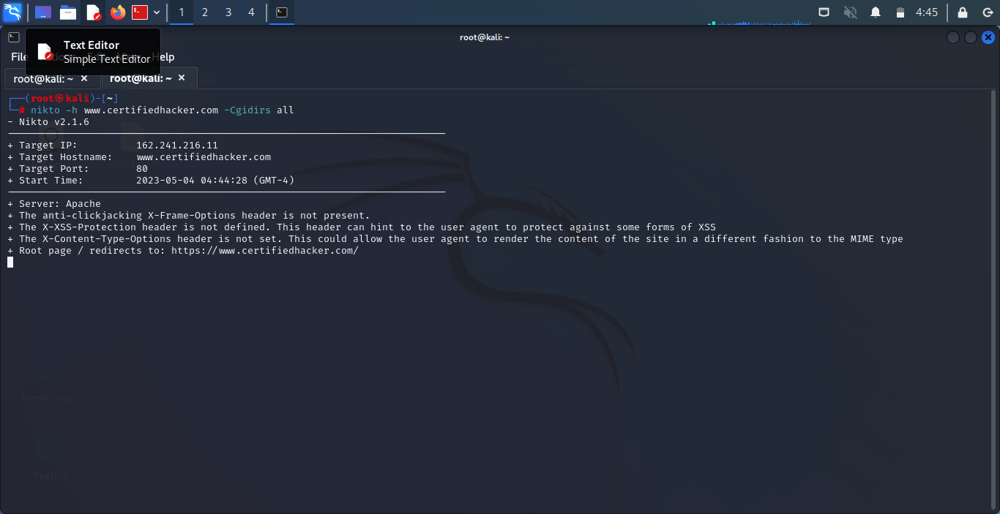 1 2 3 4 4:45
root@kali: ~
Text Editor
Simple Text Editor
File Help
root@kali: ~ × root@kali: ~ ×
(root㉿kali)-[~]
# nikto -h www.certifiedhacker.com -Cgidirs all
- Nikto v2.1.6
+ Target IP: 162.241.216.11
+ Target Hostname: www.certifiedhacker.com
+ Target Port: 80
+ Start Time: 2023-05-04 04:44:28 (GMT-4)
+ Server: Apache
+ The anti-clickjacking X-Frame-Options header is not present.
+ The X-XSS-Protection header is not defined. This header can hint to the user agent to protect against some forms of XSS
+ The X-Content-Type-Options header is not set. This could allow the user agent to render the content of the site in a different fashion to the MIME type
+ Root page / redirects to: https://www.certifiedhacker.com/
Penetration
Testing